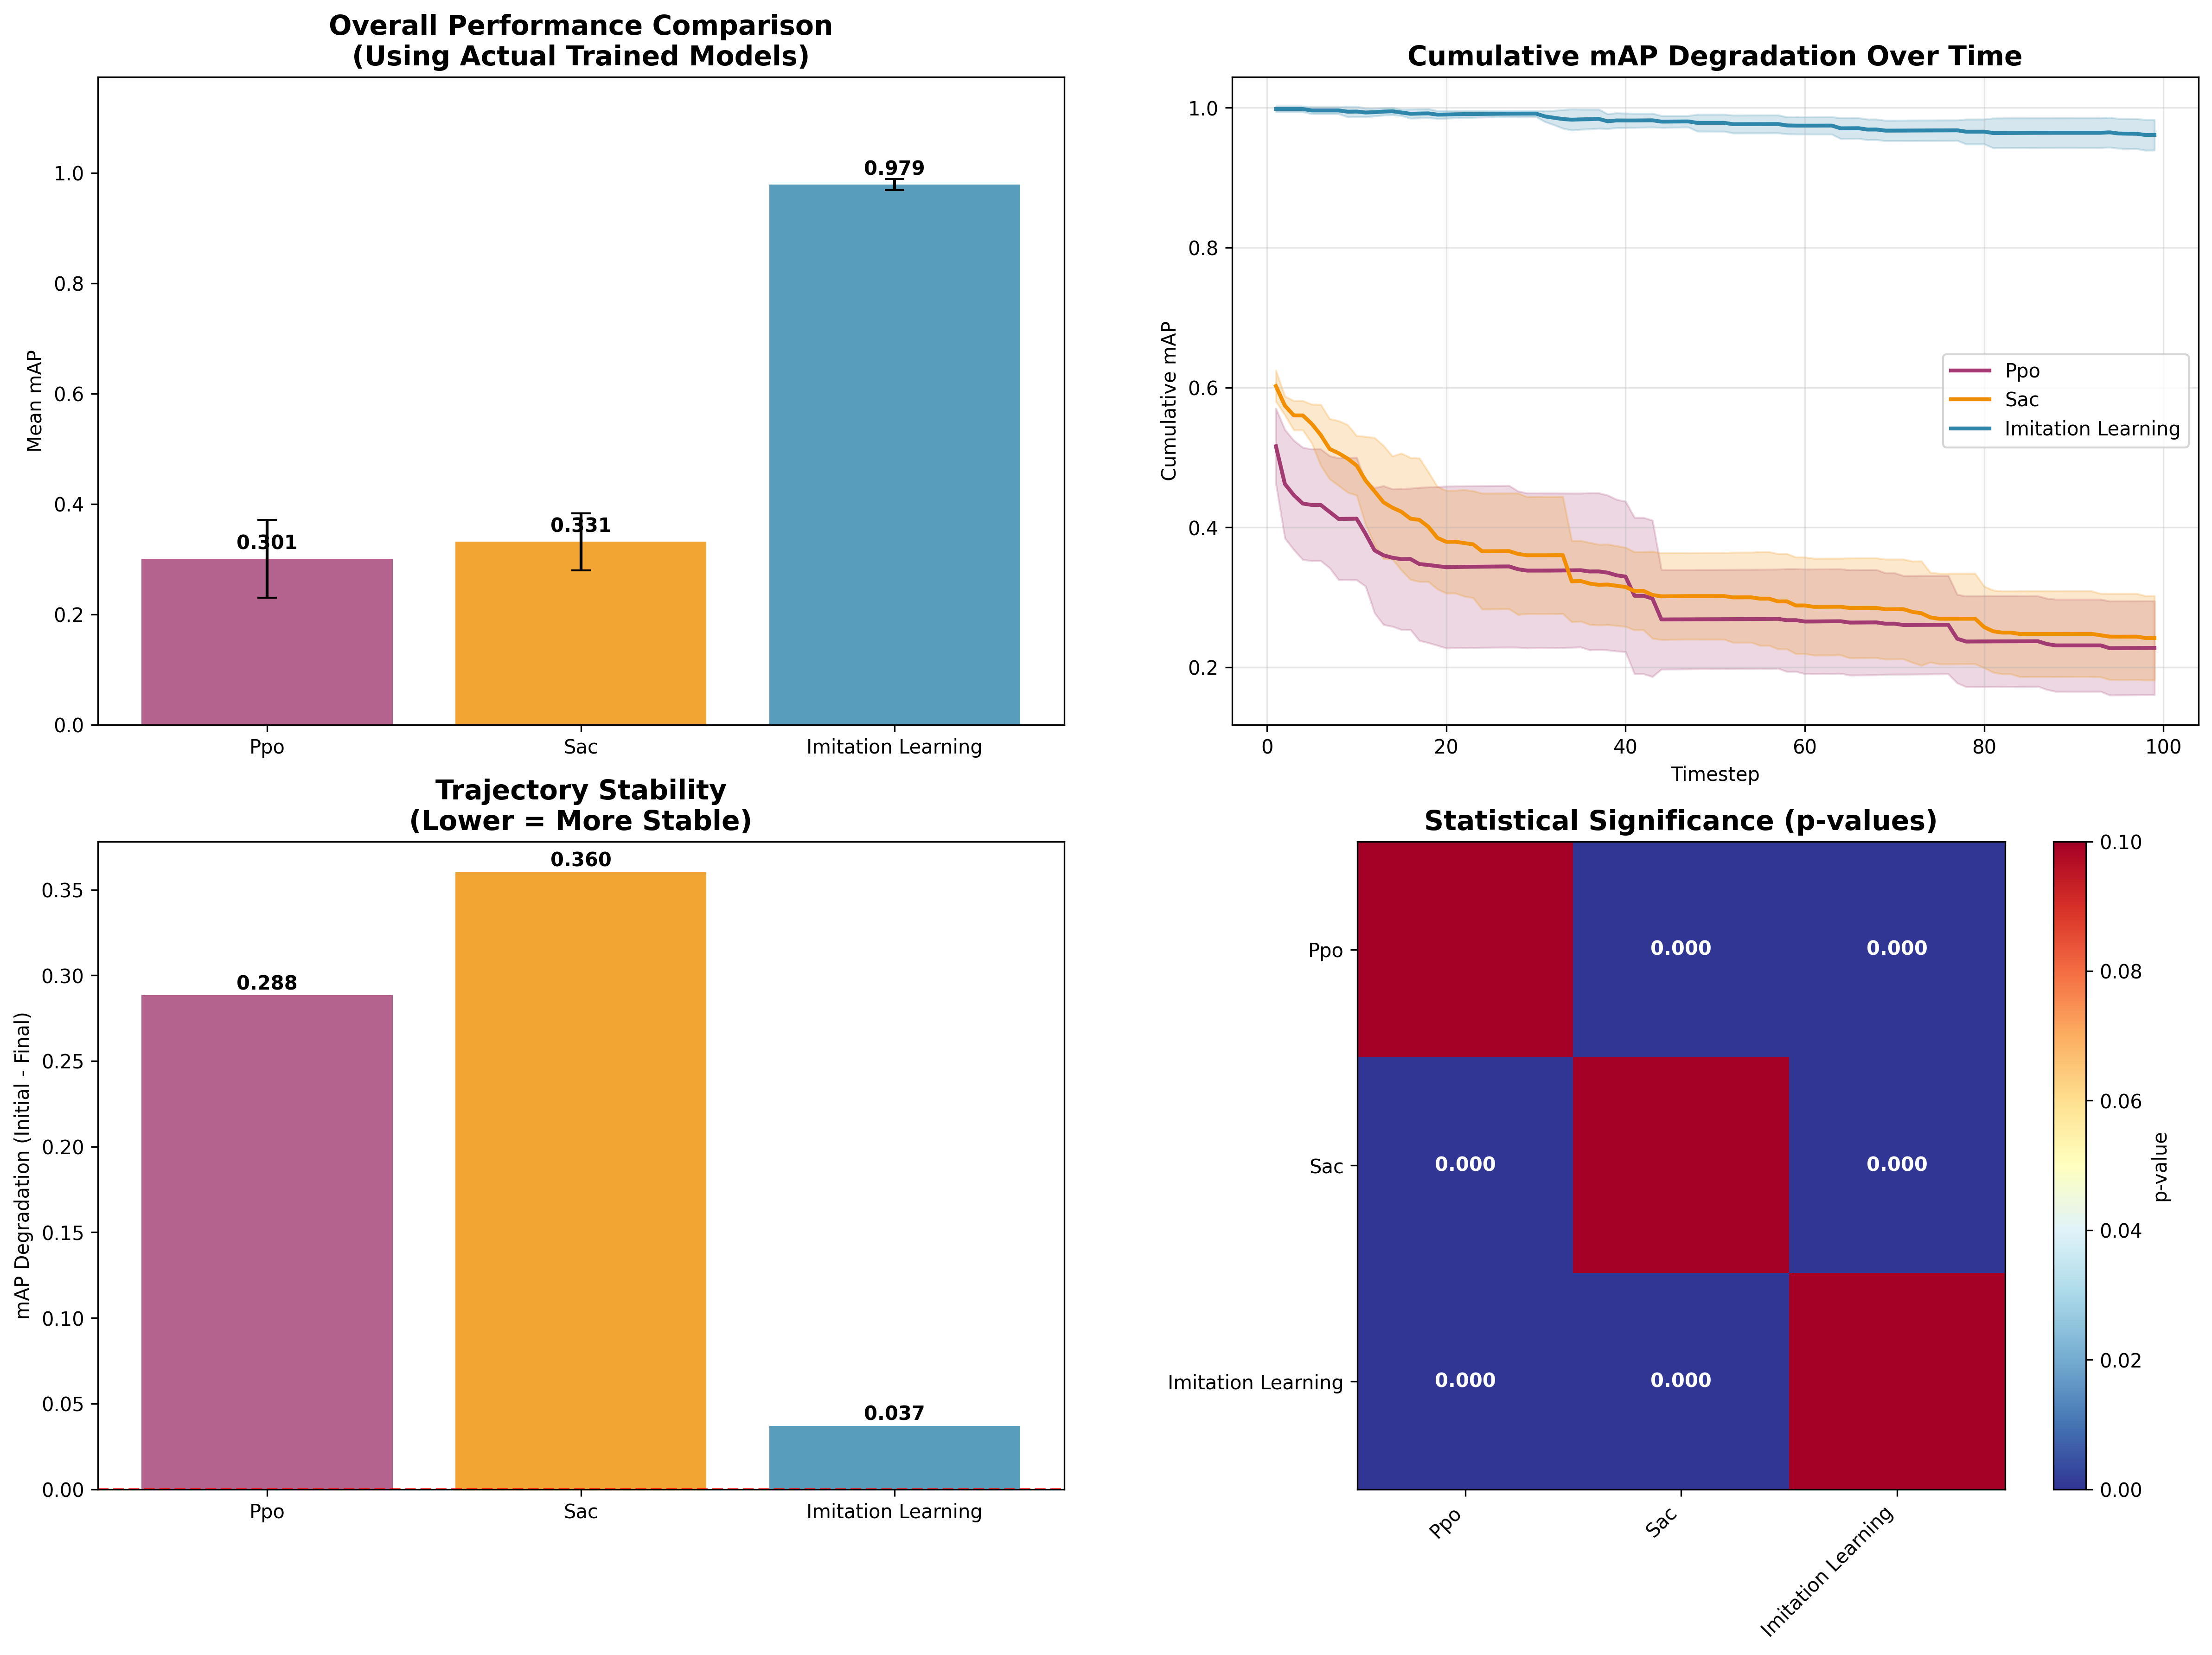 Overall Performance Comparison
(Using Actual Trained Models)
Mean mAP
1.0
0.8
0.6
0.4
0.2
0.0
0.301
0.331
0.979
Ppo
Sac
Imitation Learning
Cumulative mAP Degradation Over Time
Cumulative mAP
1.0
0.8
0.6
0.4
0.2
Ppo
Sac
Imitation Learning
0
20
40
60
80
100
Timestep
Trajectory Stability
(Lower = More Stable)
mAP Degradation (Initial - Final)
0.35
0.30
0.25
0.20
0.15
0.10
0.05
0.00
0.288
0.360
0.037
Ppo
Sac
Imitation Learning
Statistical Significance (p-values)
Ppo
0.000
0.000
Sac
0.000
0.000
Imitation Learning
0.000
0.000
Ppo
Sac
Imitation Learning
0.10
0.08
0.06
0.04
0.02
0.00
p-value